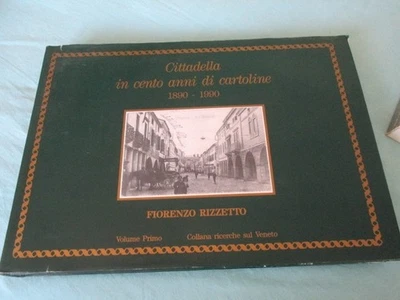 Cittadella
in cento anni di cartoline
1890 - 1990
FIORENZO RIZZETTO
Volume Primo Collana ricerche sul Veneto